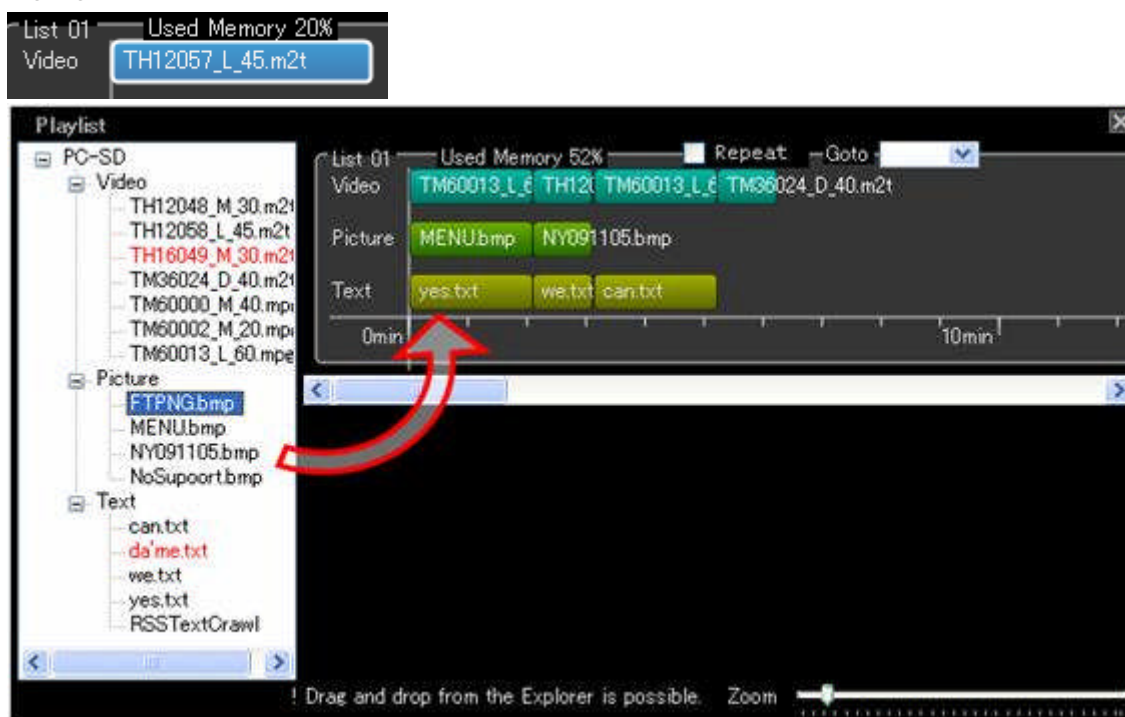 List 01 Used Memory 20%
Video TH12057_L_45.m2t
Playlist
PC-SD
Video
TH12048_M_30.m2t
TH12058_L_45.m2t
TH16049_M_30.m2t
TM36024_D_40.m2t
TM60000_M_40.mp
TM60002_M_20.mp
TM60013_L_60.mpe
Picture
FTPNG.bmp
MENU.bmp
NY091105.bmp
NoSupoort.bmp
Text
can.txt
da'me.txt
we.txt
yes.txt
RSSTextCrawl
List 01 Used Memory 52% Repeat Goto
Video TM60013_L_6 TH120 TM60013_L_6 TM36024_D_40.m2t
Picture MENU.bmp NY091105.bmp
Text yes.txt we.txt can.txt
0min 10min
! Drag and drop from the Explorer is possible. Zoom